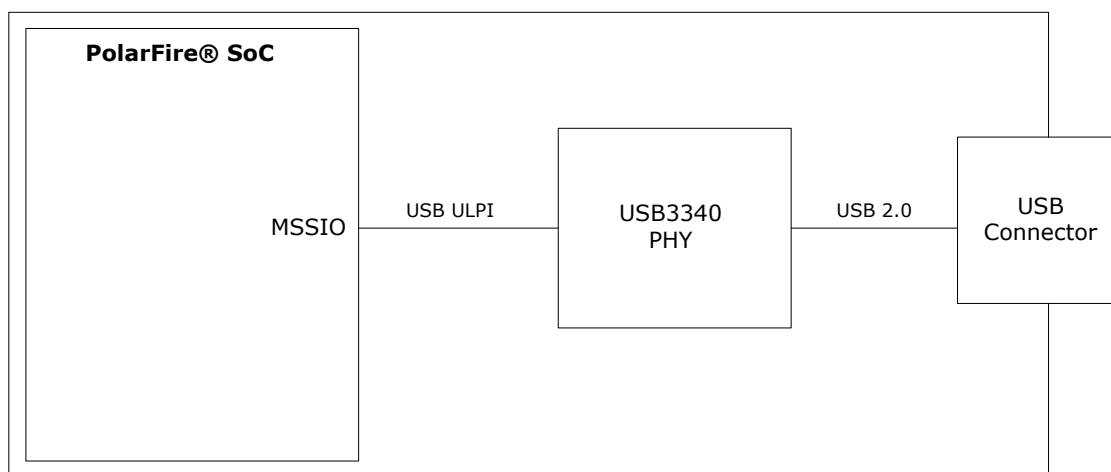 PolarFire® SoC
MSSIO
USB ULPI
USB3340
PHY
USB 2.0
USB
Connector